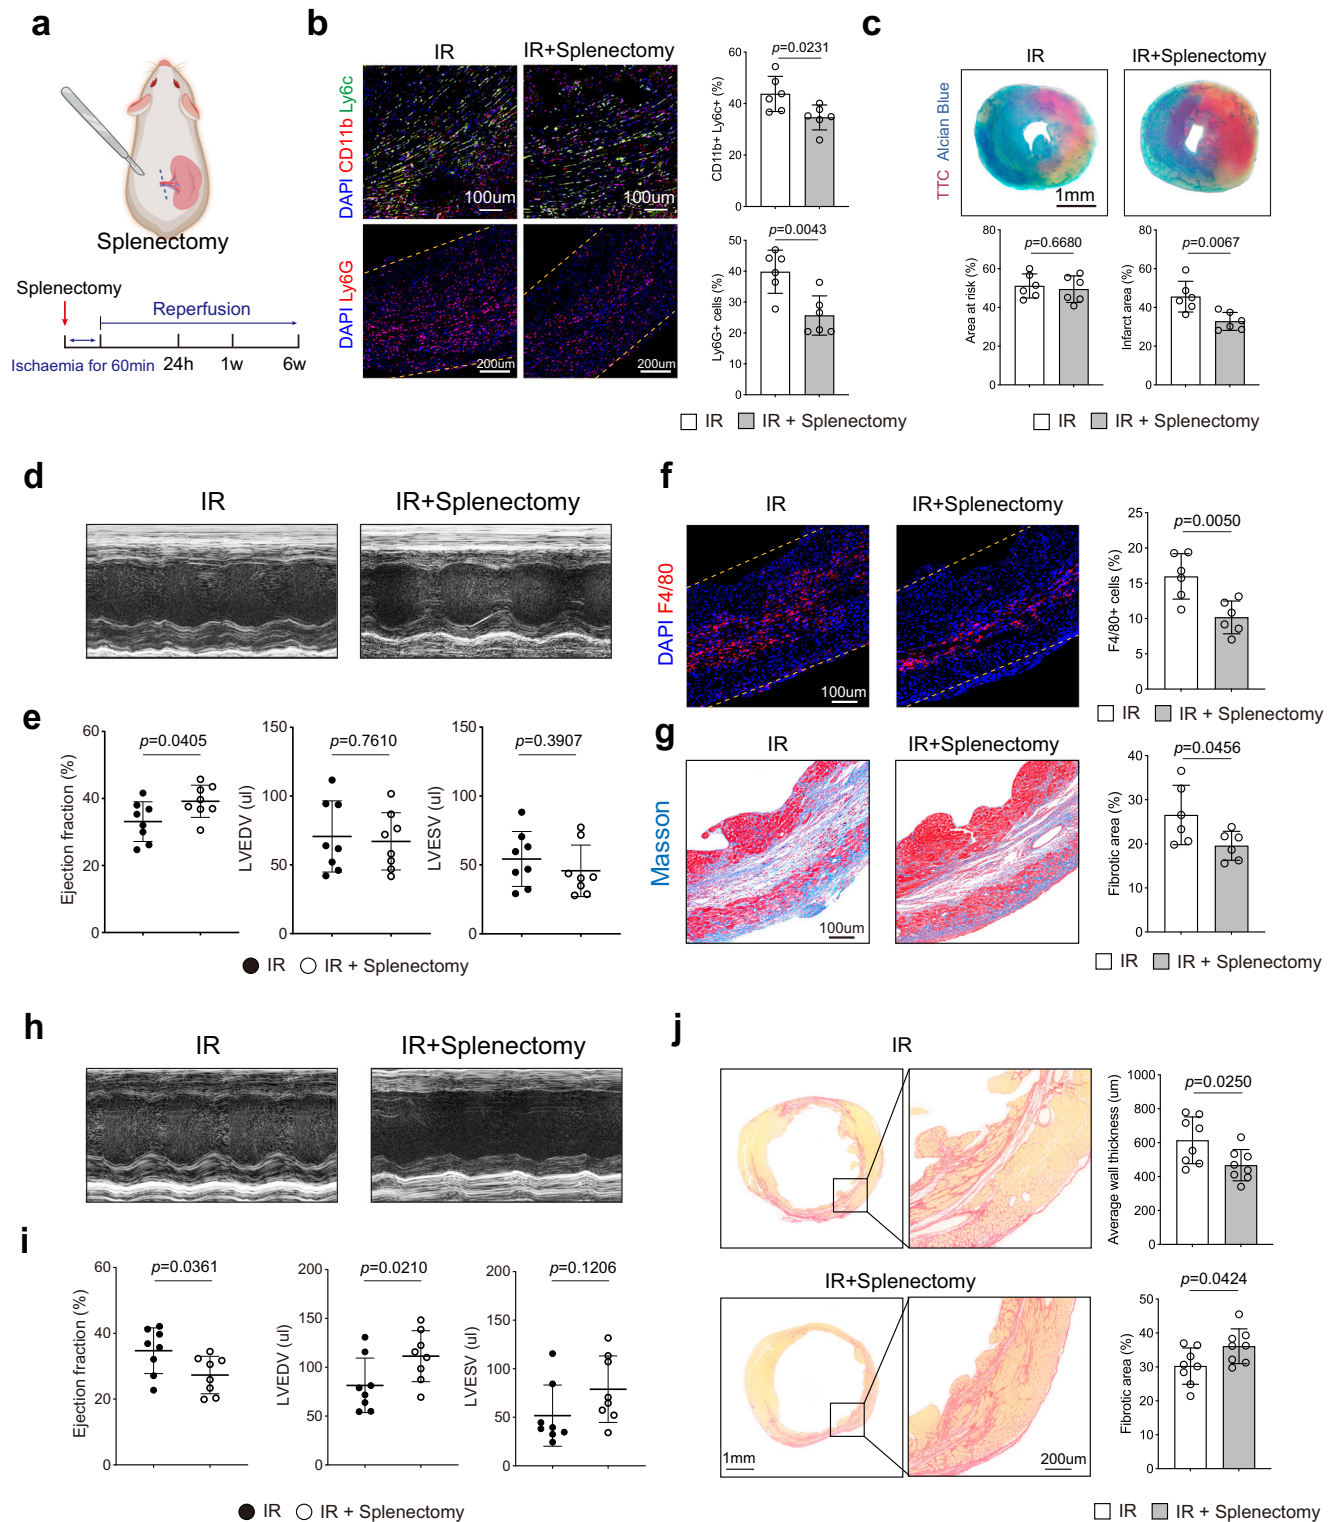 a
Splenectomy
Splenectomy
Reperfusion
Ischaemia for 60min
24h
1w
6w
b
IR
IR+Splenectomy
DAPI CD11b Ly6c
100um
100um
DAPI Ly6G
200um
200um
p=0.0231
CD11b+ Ly6c+ (%)
60
40
20
0
p=0.0043
Ly6G+ cells (%)
50
40
30
20
10
0
IR
IR + Splenectomy
c
IR
IR+Splenectomy
TTC Alcian Blue
1mm
p=0.6680
Area at risk (%)
80
60
40
20
0
p=0.0067
Infarct area (%)
80
60
40
20
0
IR
IR + Splenectomy
d
IR
IR+Splenectomy
e
p=0.0405
Ejection fraction (%)
60
40
20
0
p=0.7610
LVEDV (ul)
150
100
50
0
p=0.3907
LVESV (ul)
150
100
50
0
IR
IR + Splenectomy
f
IR
IR+Splenectomy
DAPI F4/80
100um
p=0.0050
F4/80+ cells (%)
25
20
15
10
5
0
IR
IR + Splenectomy
g
IR
IR+Splenectomy
Masson
100um
p=0.0456
Fibrotic area (%)
40
30
20
10
0
IR
IR + Splenectomy
h
IR
IR+Splenectomy
i
p=0.0361
Ejection fraction (%)
60
40
20
0
p=0.0210
LVEDV (ul)
200
150
100
50
0
p=0.1206
LVESV (ul)
200
150
100
50
0
IR
IR + Splenectomy
j
IR
IR+Splenectomy
1mm
200um
p=0.0250
Average wall thickness (um)
1000
800
600
400
200
0
p=0.0424
Fibrotic area (%)
50
40
30
20
10
0
IR
IR + Splenectomy